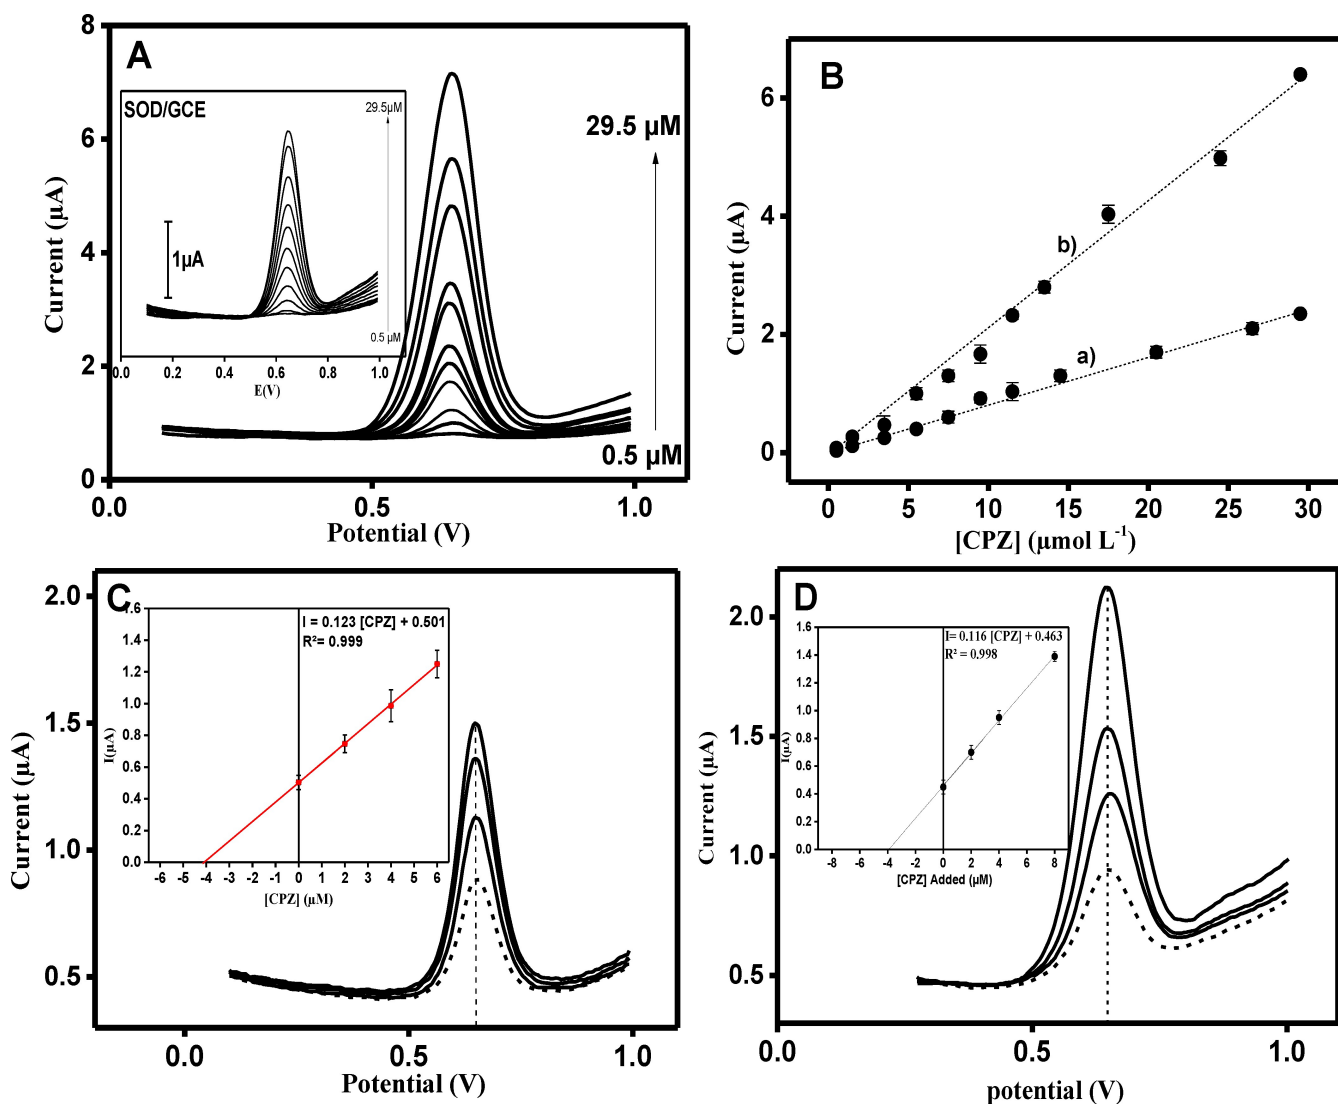 A
Current (µA)
8
6
4
2
0
0.0
0.5
1.0
Potential (V)
29.5 µM
0.5 µM
SOD/GCE
29.5µM
1µA
0.5 µM
0.0
0.2
0.4
0.6
0.8
1.0
E(V)
B
Current (µA)
6
4
2
0
b)
a)
0
5
10
15
20
25
30
[CPZ] (µmol L⁻¹)
C
Current (µA)
2.0
1.5
1.0
0.5
0.0
0.5
1.0
Potential (V)
I = 0.123 [CPZ] + 0.501
R²= 0.999
I(µA)
1.6
1.4
1.2
1.0
0.8
0.6
0.4
0.2
0.0
-6 -5 -4 -3 -2 -1 0 1 2 3 4 5 6
[CPZ] (µM)
D
Current (µA)
2.0
1.5
1.0
0.5
0.0
0.5
1.0
potential (V)
I= 0.116 [CPZ] + 0.463
R² = 0.998
I(µA)
1.6
1.4
1.2
1.0
0.8
0.6
0.4
0.2
0.0
-8 -6 -4 -2 0 2 4 6 8
[CPZ] Added (µM)